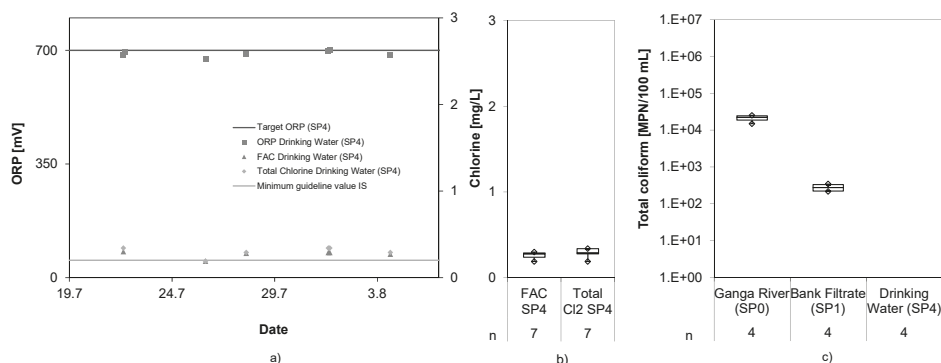 ORP [mV]
700
350
0
Target ORP (SP4)
ORP Drinking Water (SP4)
FAC Drinking Water (SP4)
Total Chlorine Drinking Water (SP4)
Minimum guideline value IS
3
2
1
0
Chlorine [mg/L]
19.7
24.7
29.7
3.8
Date
a)
3
2
1
0
FAC
SP4
Total
Cl2 SP4
n
7
7
b)
Total coliform [MPN/100 mL]
1.E+07
1.E+06
1.E+05
1.E+04
1.E+03
1.E+02
1.E+01
1.E+00
Ganga River
(SP0)
Bank Filtrate
(SP1)
Drinking
Water (SP4)
n
4
4
4
c)